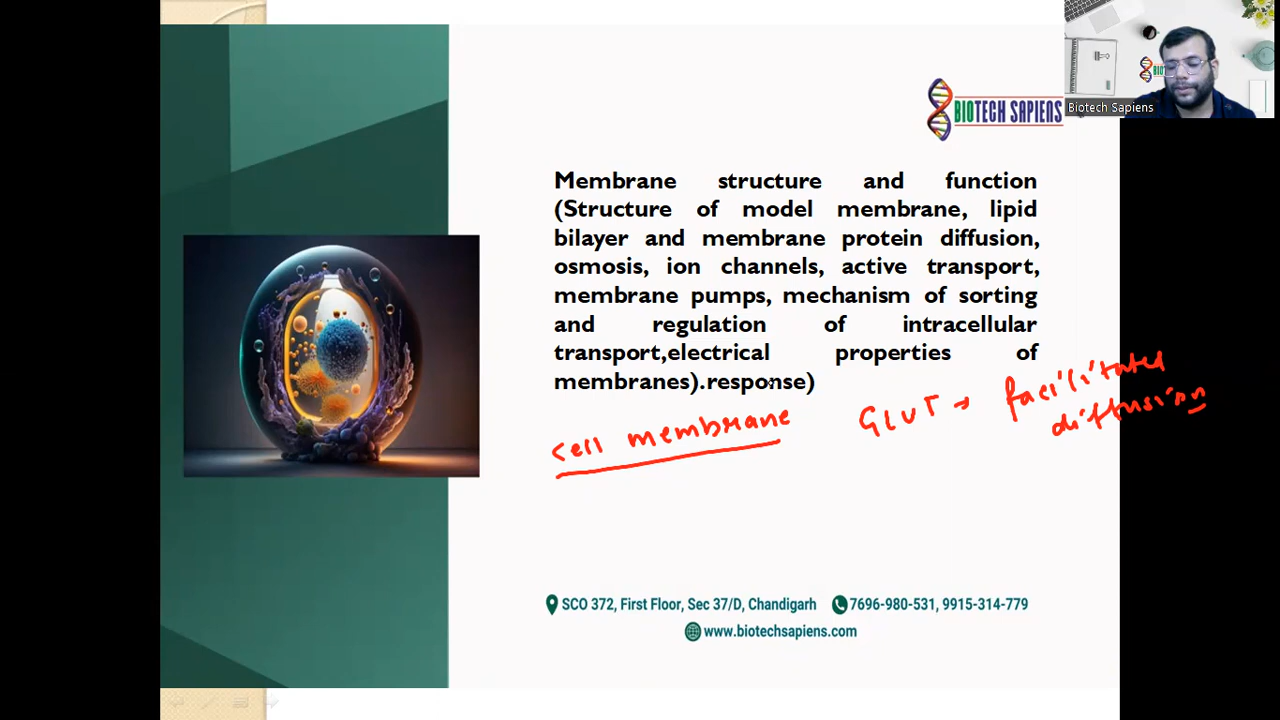 BIOTECH SAPIENS
Biotech Sapiens
Membrane structure and function
(Structure of model membrane, lipid
bilayer and membrane protein diffusion,
osmosis, ion channels, active transport,
membrane pumps, mechanism of sorting
and regulation of intracellular
transport,electrical properties of
membranes).response)
cell membrane
GLUT → facilitated
diffusion
SCO 372, First Floor, Sec 37/D, Chandigarh 7696-980-531, 9915-314-779
www.biotechsapiens.com